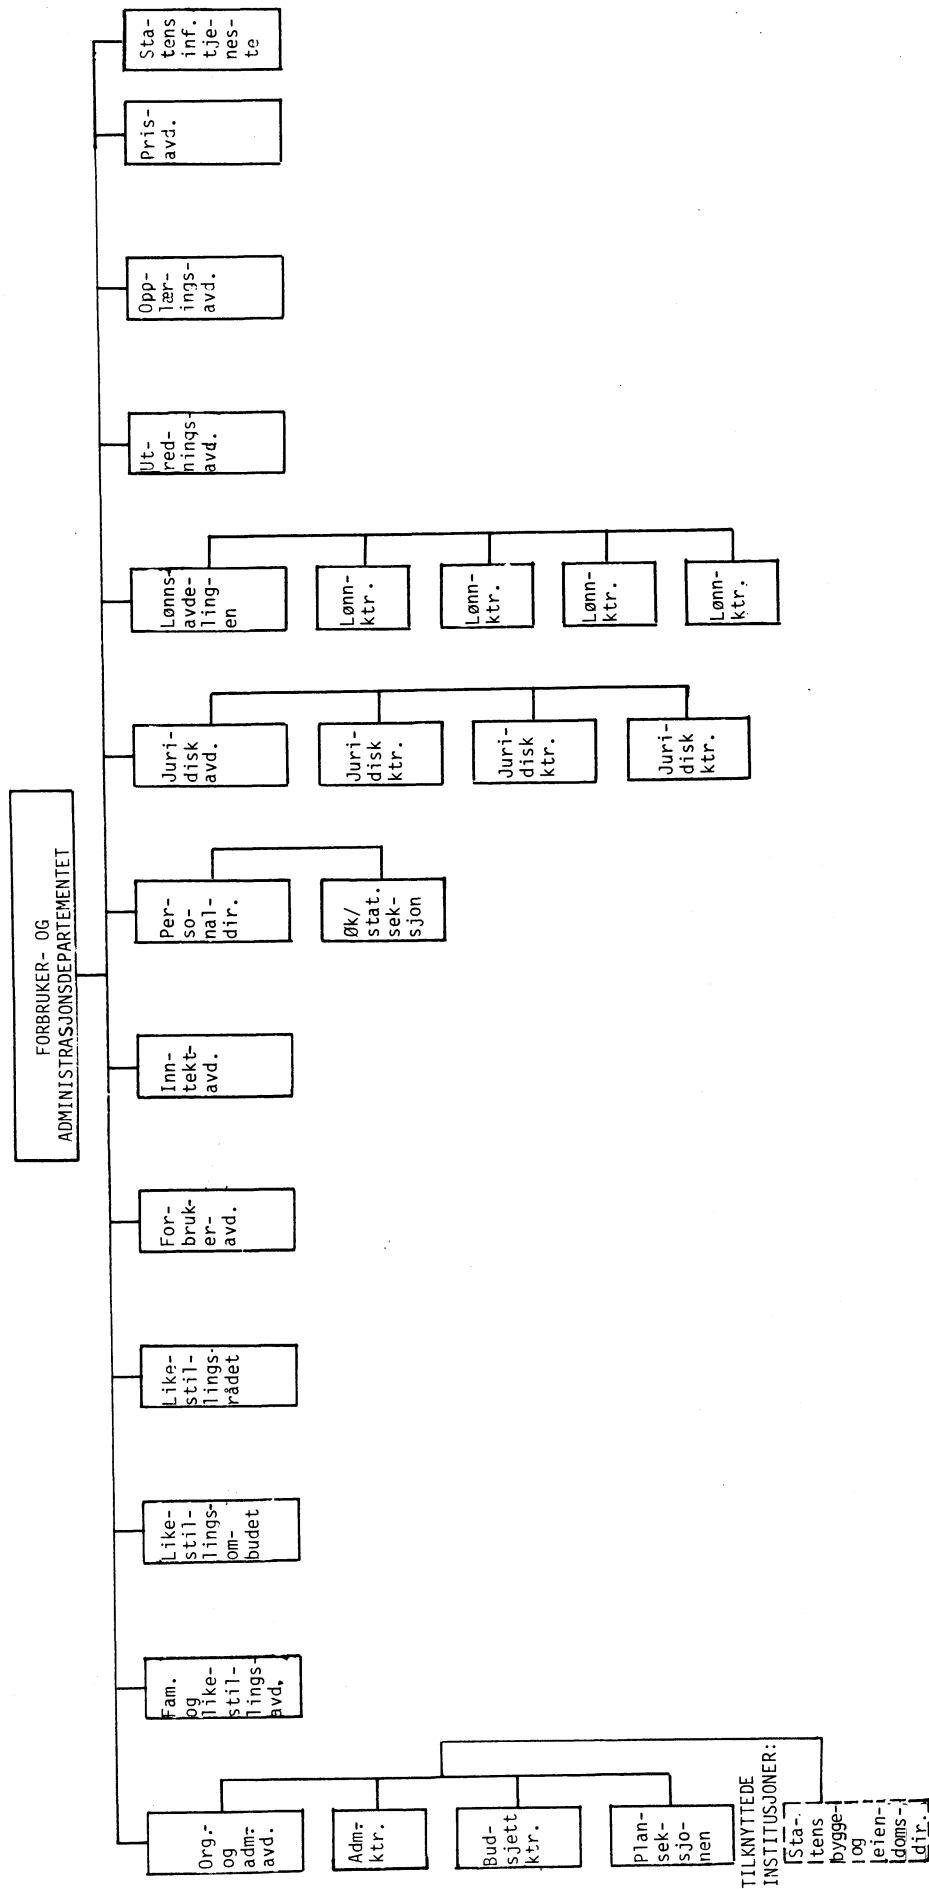 FORBRUKER- OG
ADMINISTRASJONSDEPARTEMENTET
Org.-
og
adm.-
avd.
Adm.-
ktr.
Bud-
sjett
ktr.
Plan-
sek-
sjo-
nen
TILKNYTTEDE
INSTITUSJONER:
Sta-
tens
bygge-
og
eien-
doms-
dir.
Fam.
og
like-
stil-
lings-
avd.
Like-
stil-
lings-
om-
budet
Like-
stil-
lings-
rådet
For-
bruk-
er-
avd.
Inn-
tekt-
avd.
Per-
so-
nal-
dir.
Øk/
stat.
sek-
sjon
Juri-
disk
avd.
Juri-
disk
ktr.
Juri-
disk
ktr.
Juri-
disk
ktr.
Lønns-
avde-
ling-
en
Lønn-
ktr.
Lønn-
ktr.
Lønn-
ktr.
Lønn-
ktr.
Ut-
red-
nings-
avd.
Opp-
lær-
ings-
avd.
Pris-
avd.
Sta-
tens
inf.
tje-
nes-
te